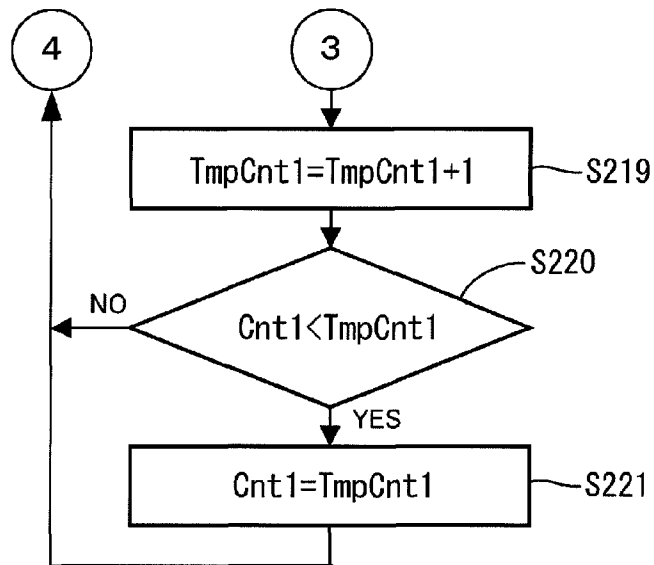 4
3
TmpCnt1=TmpCnt1+1
S219
S220
NO
Cnt1<TmpCnt1
YES
Cnt1=TmpCnt1
S221